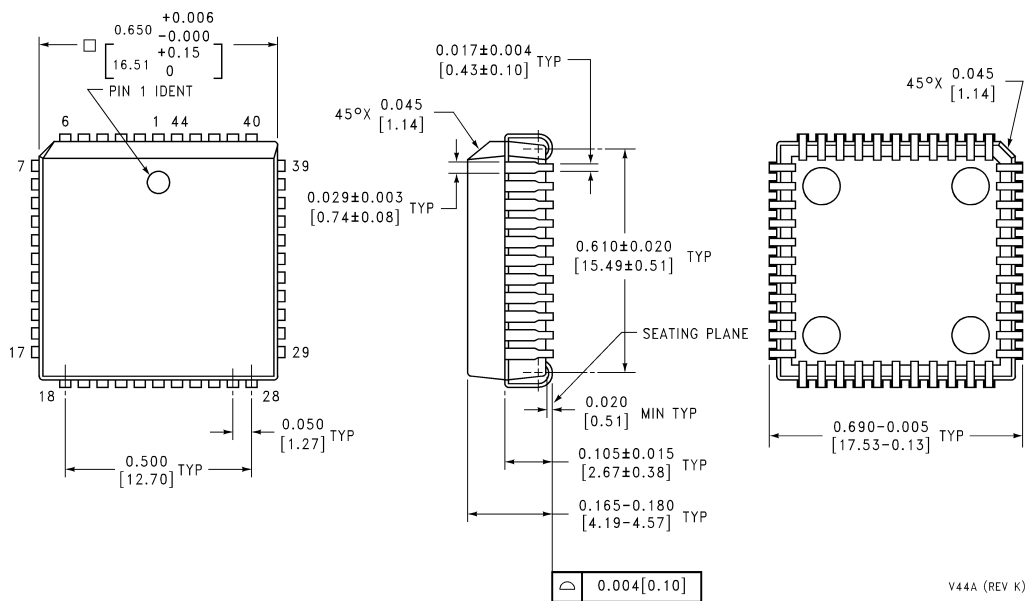 0.650 +0.006 -0.000
[16.51 +0.15 0]
PIN 1 IDENT
6 1 44 40
7 39
17 29
18 28
0.050 [1.27] TYP
0.500 [12.70] TYP
0.017±0.004 [0.43±0.10] TYP
45°X 0.045 [1.14]
0.029±0.003 [0.74±0.08] TYP
0.610±0.020 [15.49±0.51] TYP
SEATING PLANE
0.020 [0.51] MIN TYP
0.105±0.015 [2.67±0.38] TYP
0.165-0.180 [4.19-4.57] TYP
0.004[0.10]
45°X 0.045 [1.14]
0.690-0.005 [17.53-0.13] TYP
V44A (REV K)